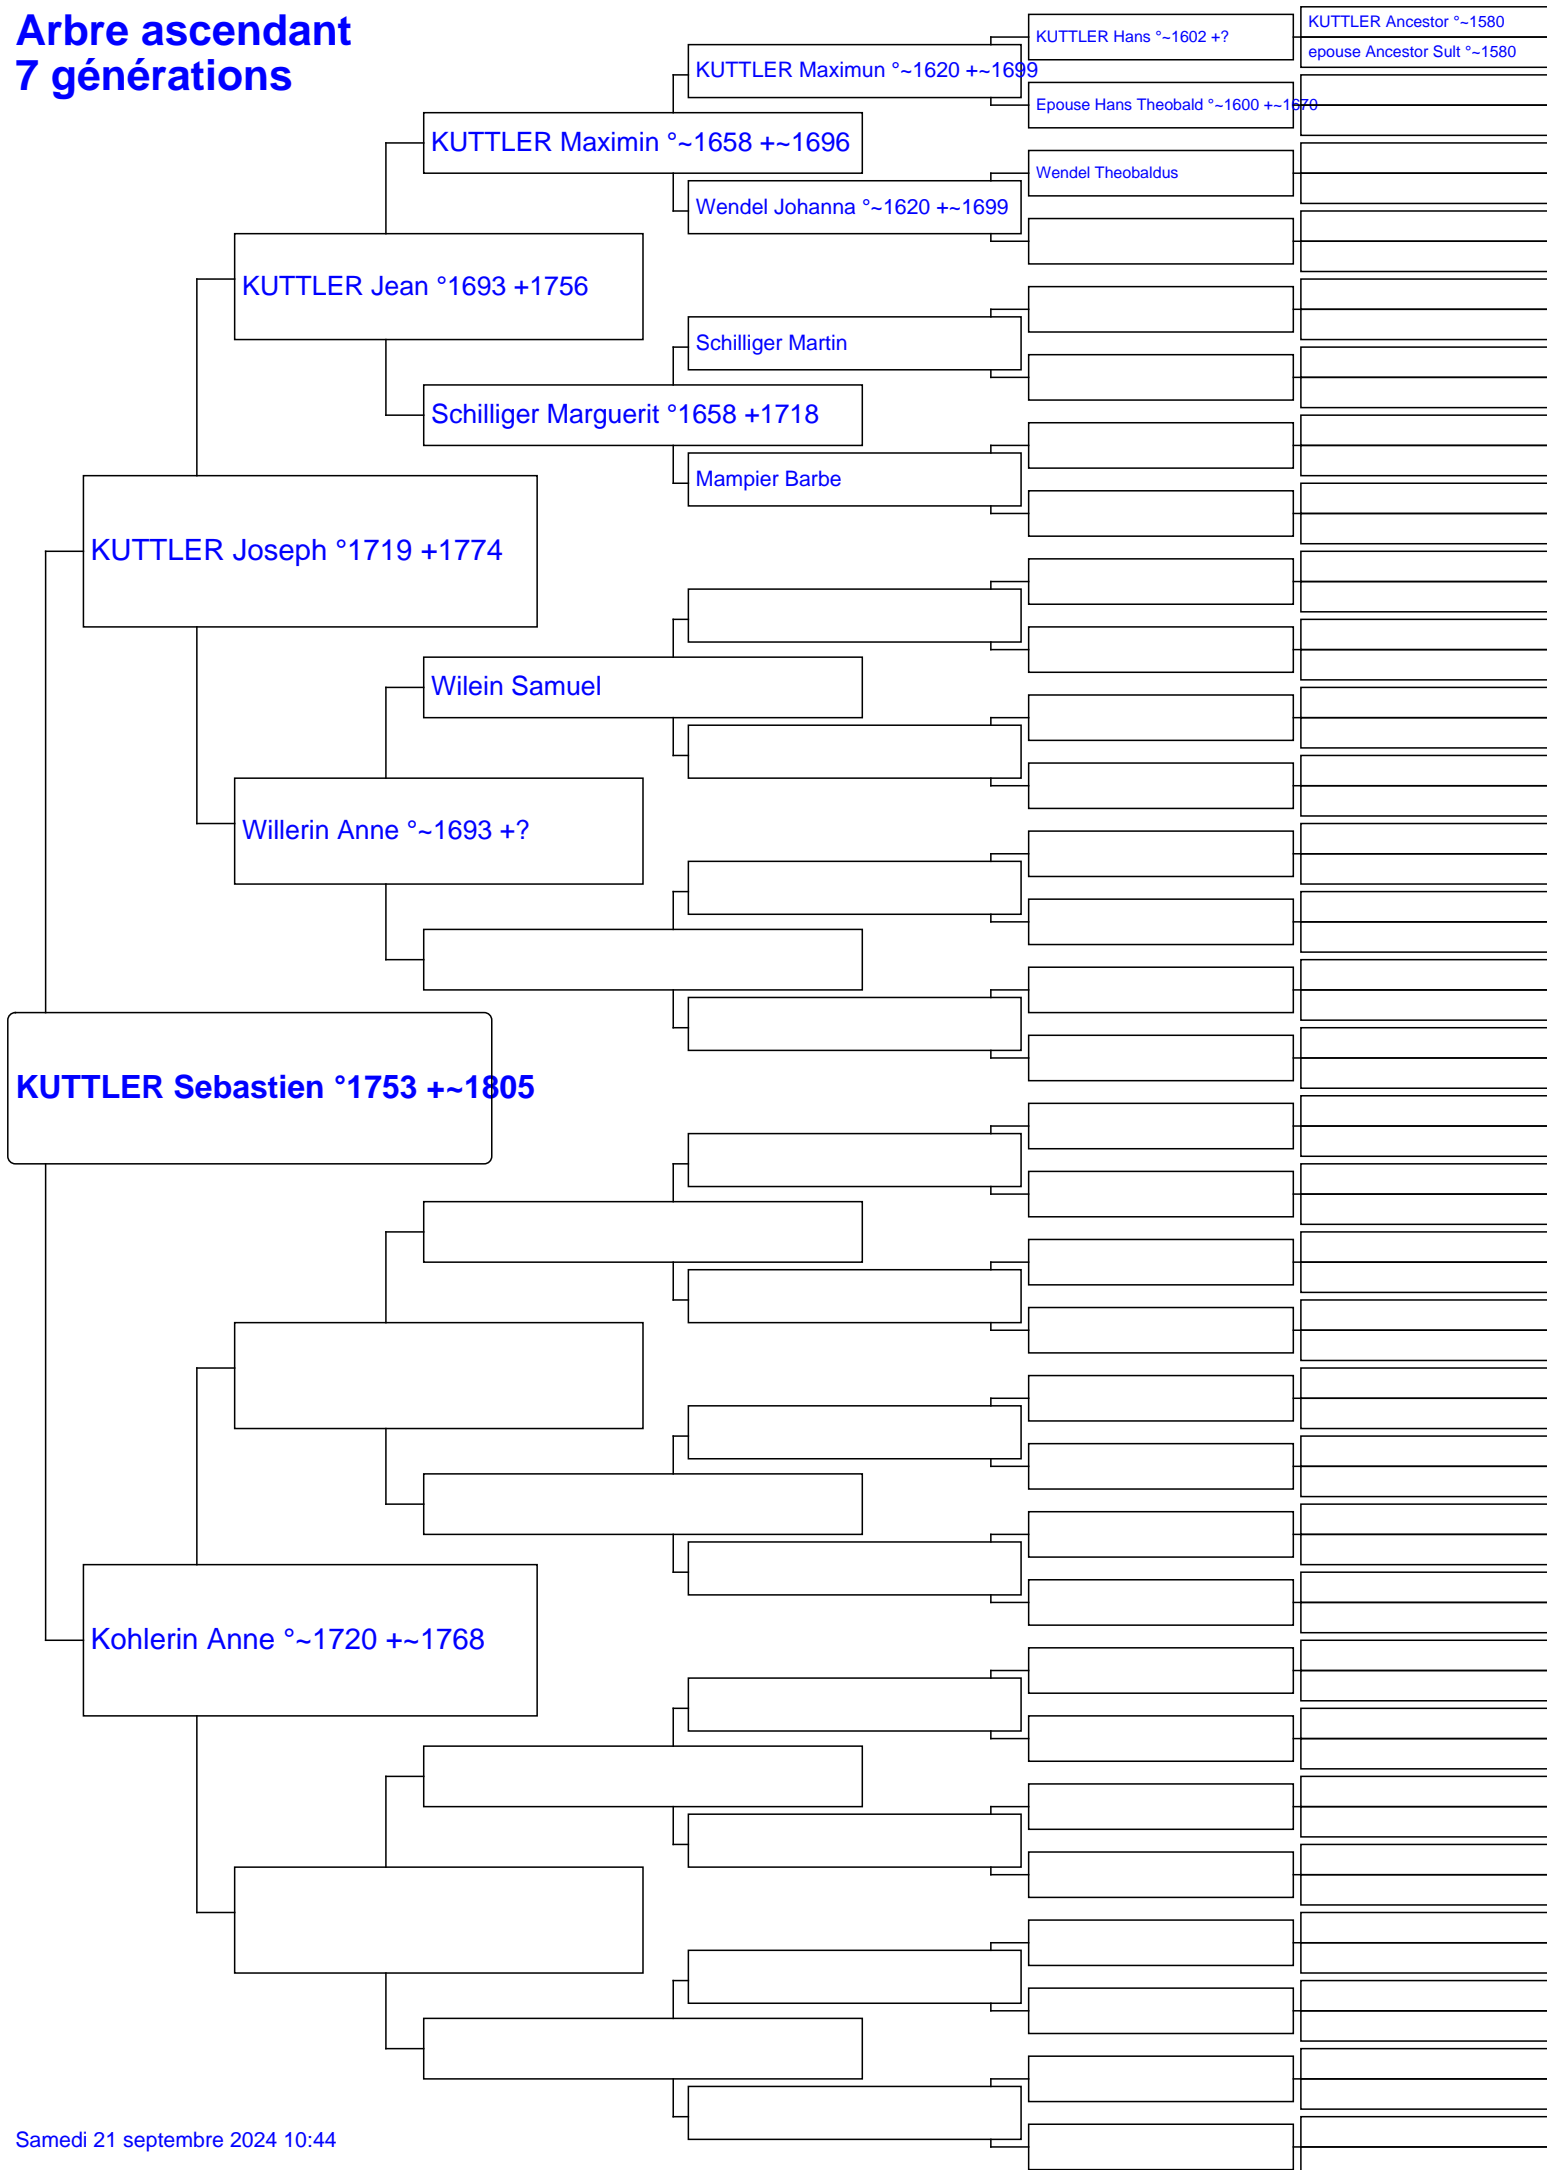 Arbre ascendant
7 générations
KUTTLER Ancestor °~1580
KUTTLER Hans °~1602 +?
epouse Ancestor Sult °~1580
KUTTLER Maximun °~1620 +~1699
Epouse Hans Theobald °~1600 +~1670
KUTTLER Maximin °~1658 +~1696
Wendel Theobaldus
Wendel Johanna °~1620 +~1699
KUTTLER Jean °1693 +1756
Schilliger Martin
Schilliger Marguerit °1658 +1718
Mampier Barbe
KUTTLER Joseph °1719 +1774
Wilein Samuel
Willerin Anne °~1693 +?
KUTTLER Sebastien °1753 +~1805
Kohlerin Anne °~1720 +~1768
Samedi 21 septembre 2024 10:44